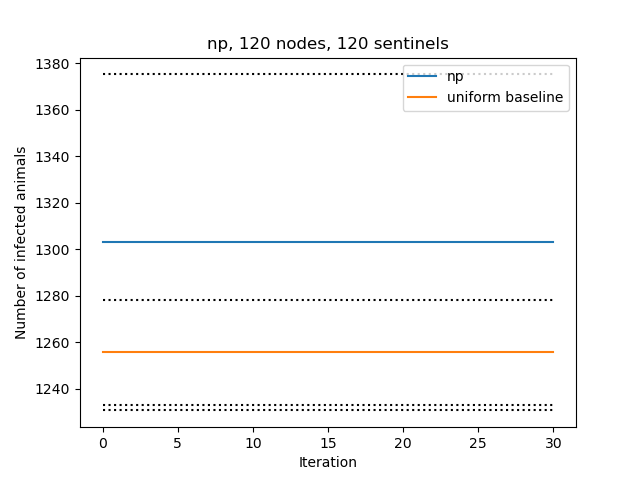 np, 120 nodes, 120 sentinels
Number of infected animals
1380
1360
1340
1320
1300
1280
1260
1240
np
uniform baseline
0 5 10 15 20 25 30
Iteration